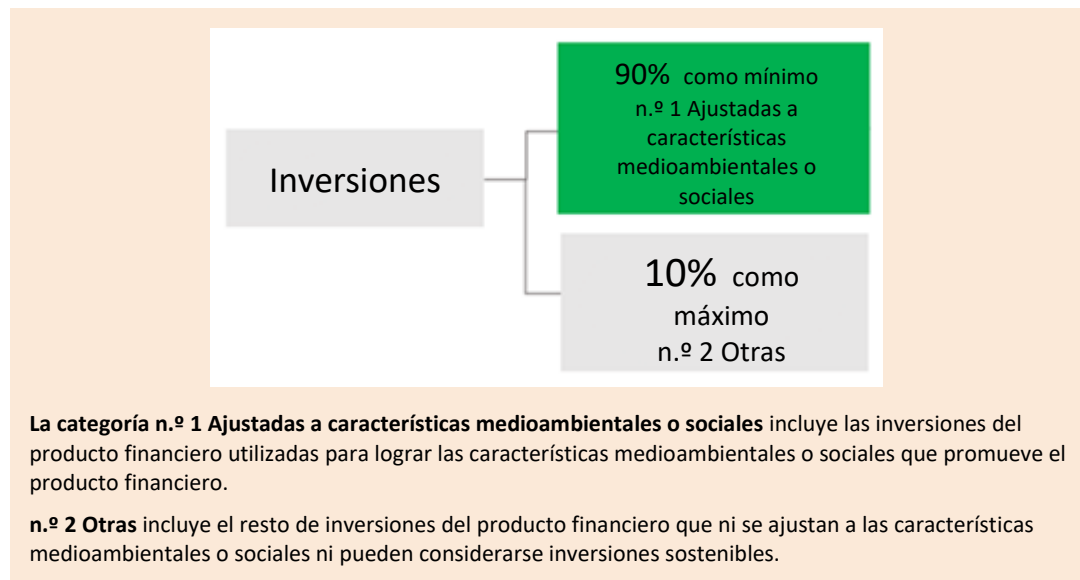 Inversiones
90% como mínimo
n.º 1 Ajustadas a
características
medioambientales o
sociales
10% como
máximo
n.º 2 Otras
La categoría n.º 1 Ajustadas a características medioambientales o sociales incluye las inversiones del
producto financiero utilizadas para lograr las características medioambientales o sociales que promueve el
producto financiero.
n.º 2 Otras incluye el resto de inversiones del producto financiero que ni se ajustan a las características
medioambientales o sociales ni pueden considerarse inversiones sostenibles.